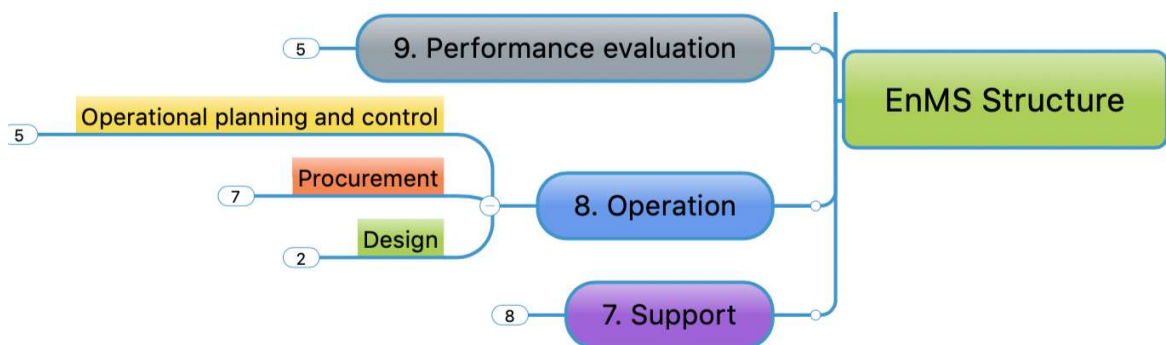 5
9. Performance evaluation
EnMS Structure
Operational planning and control
5
Procurement
7
8. Operation
Design
2
8
7. Support